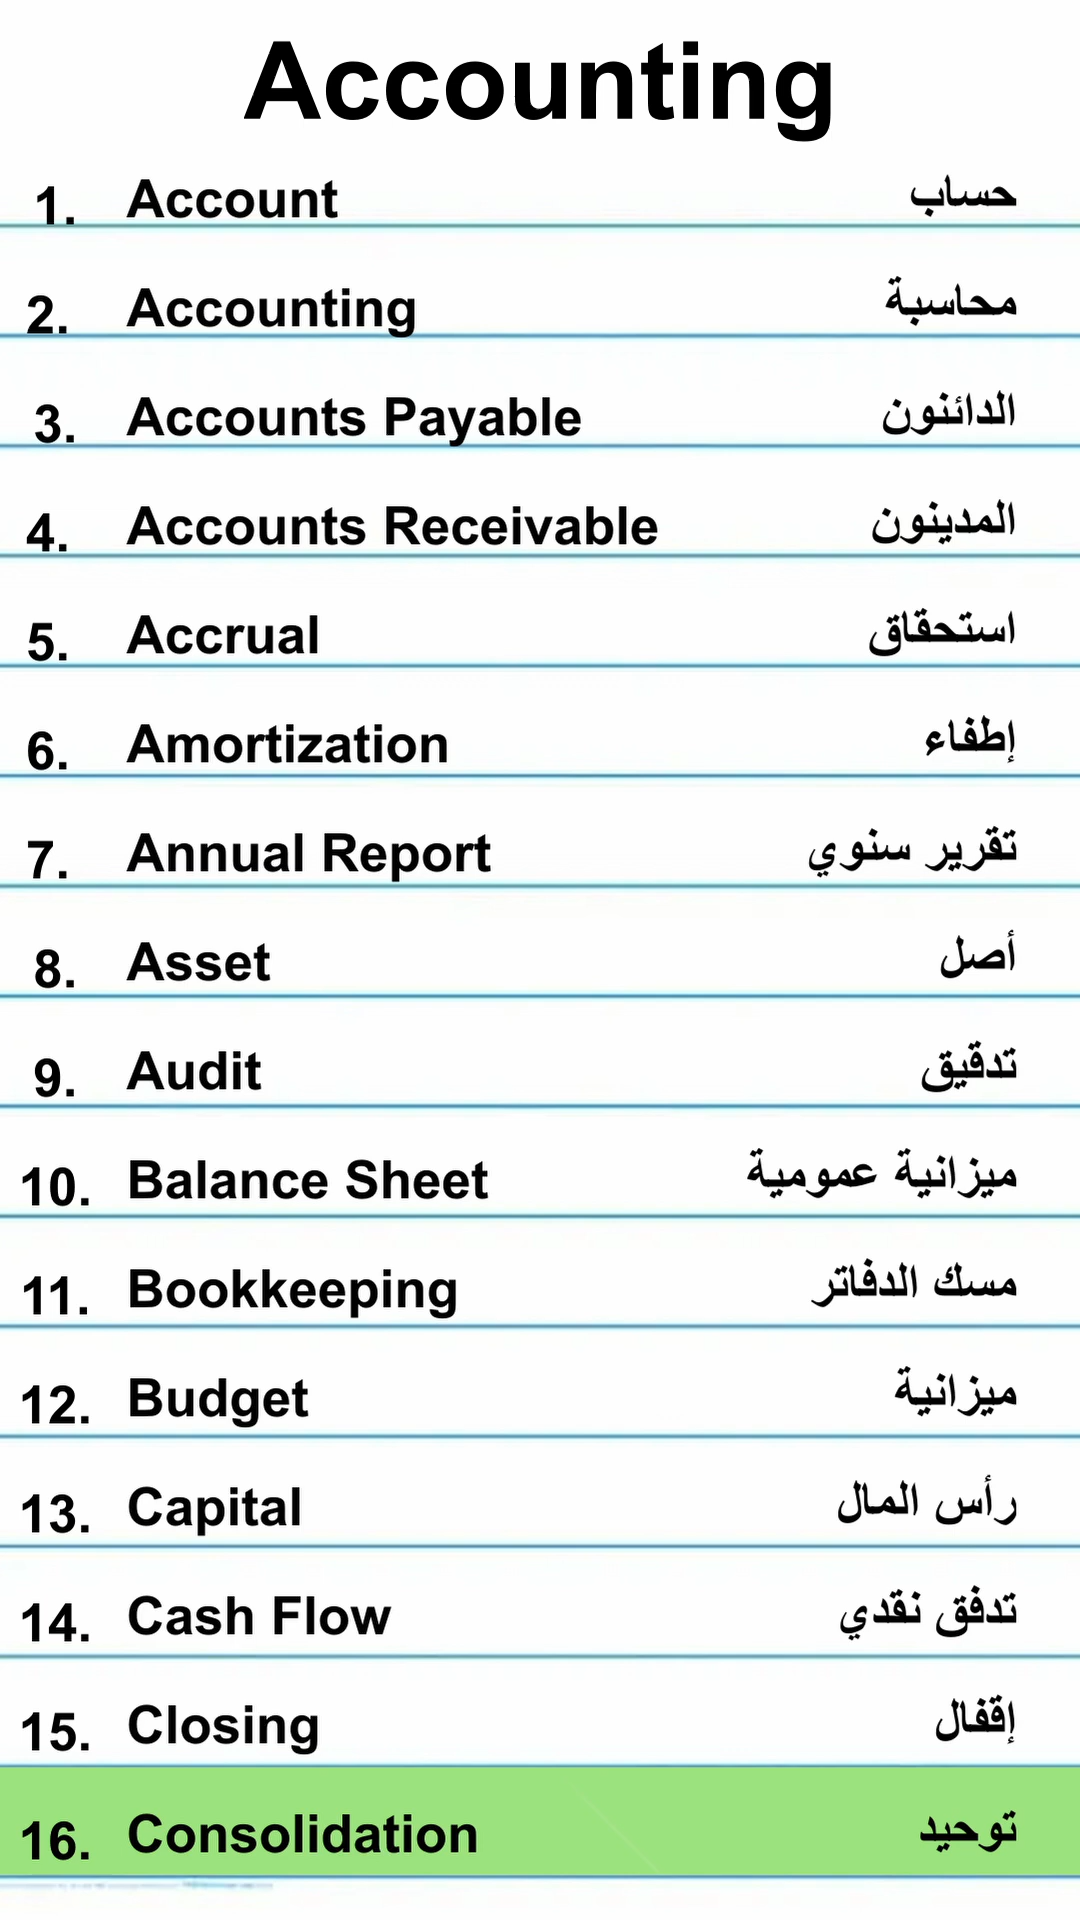 Accounting
1. Account حساب
2. Accounting محاسبة
3. Accounts Payable الدائنون
4. Accounts Receivable المدينون
5. Accrual استحقاق
6. Amortization إطفاء
7. Annual Report تقرير سنوي
8. Asset أصل
9. Audit تدقيق
10. Balance Sheet ميزانية عمومية
11. Bookkeeping مسك الدفاتر
12. Budget ميزانية
13. Capital رأس المال
14. Cash Flow تدفق نقدي
15. Closing إقفال
16. Consolidation توحيد